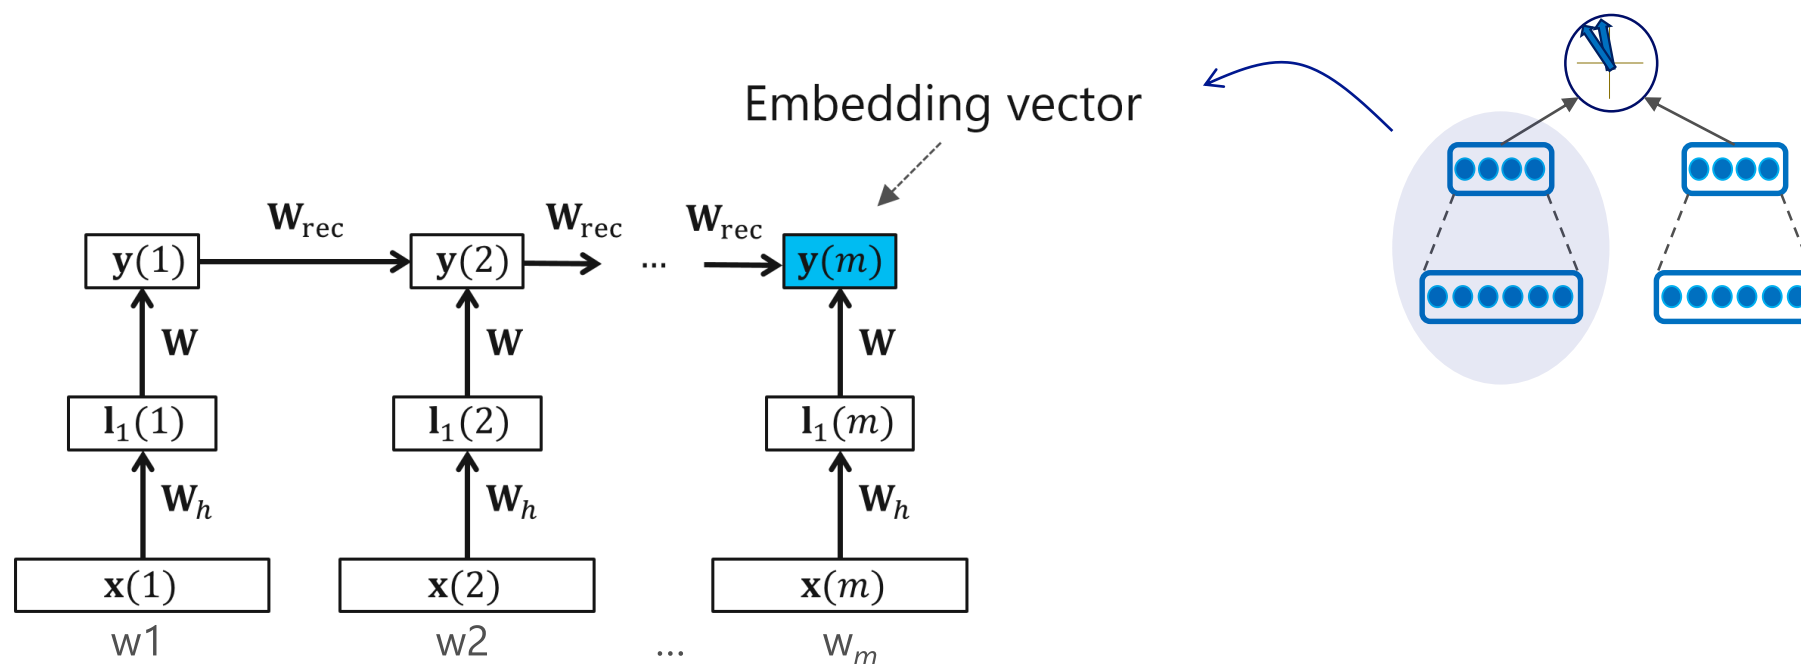 Embedding vector
W_rec W_rec W_rec
y(1) y(2) ... y(m)
W W W
l_1(1) l_1(2) l_1(m)
W_h W_h W_h
x(1) x(2) x(m)
w1 w2 ... w_m